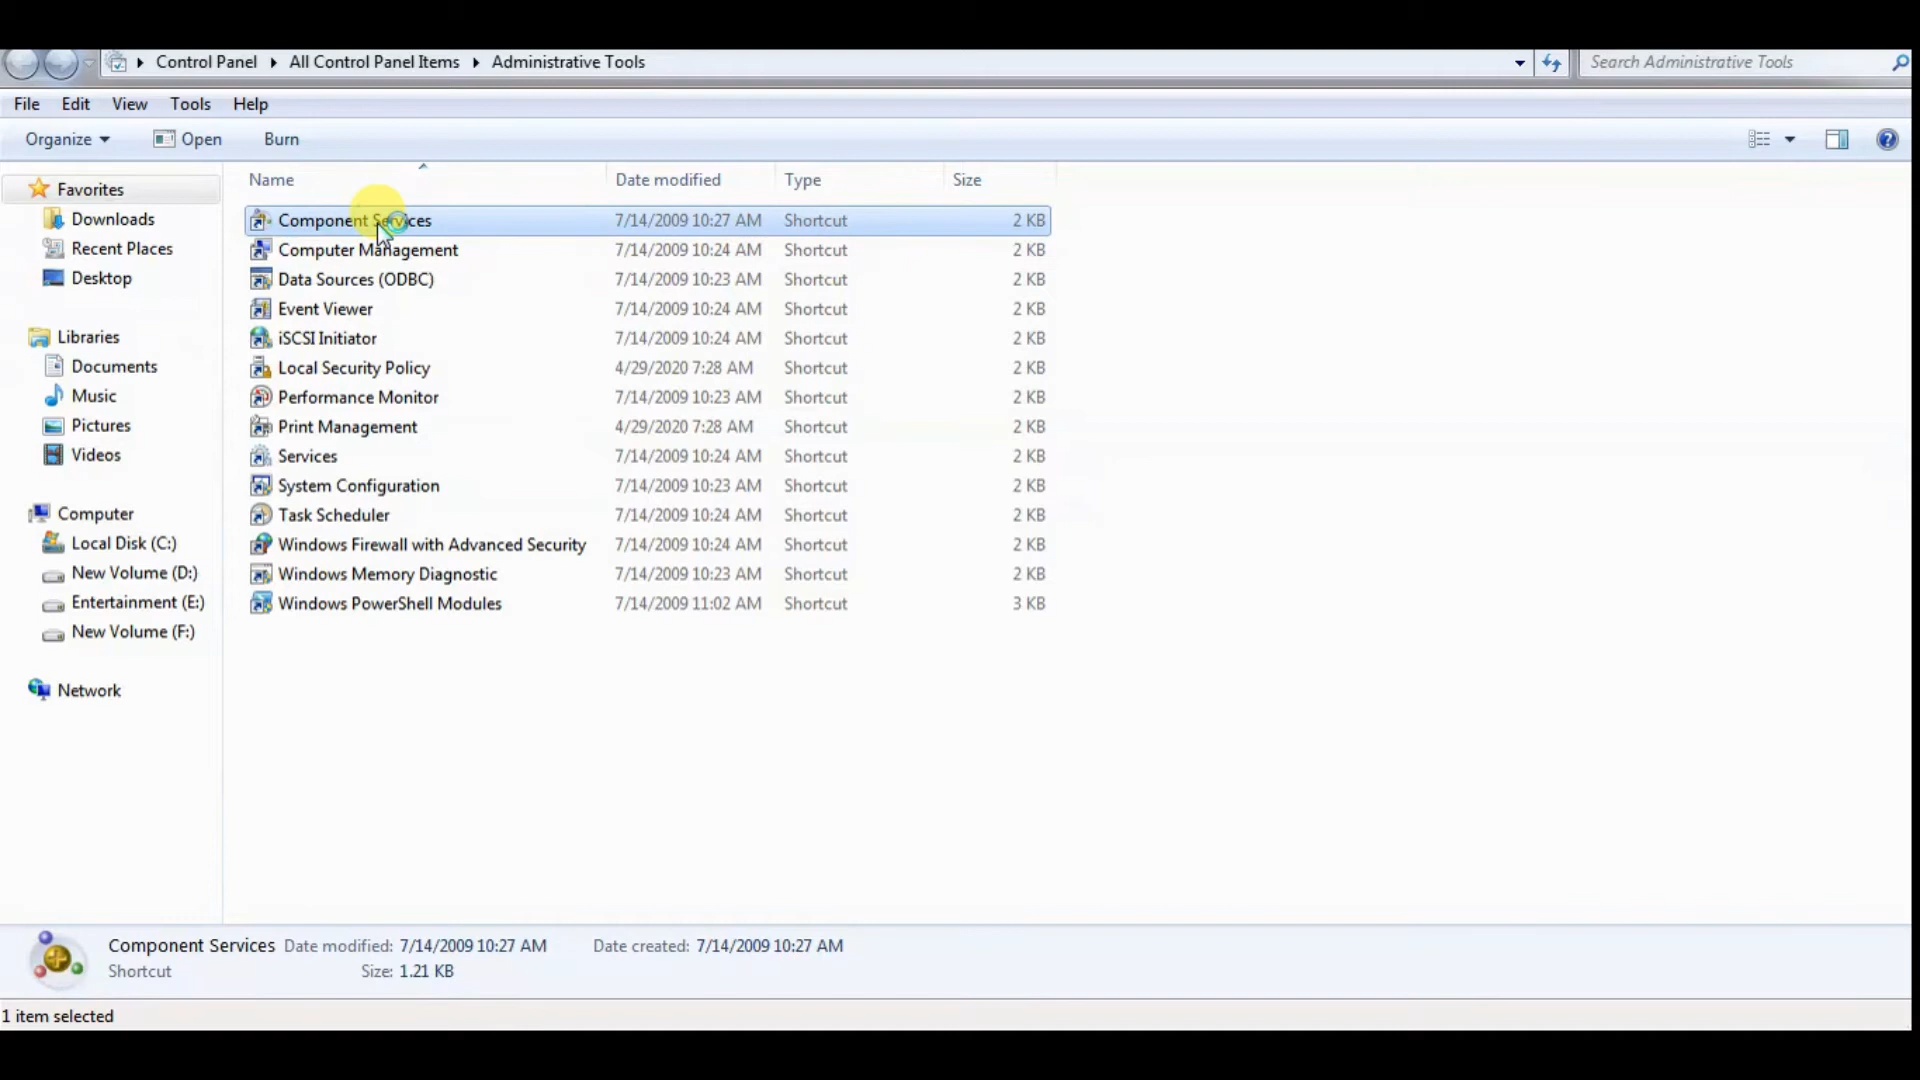 Control Panel All Control Panel Items Administrative Tools Search Administrative Tools
File Edit View Tools Help
Organize Open Burn
Name Date modified Type Size
Favorites
Downloads
Recent Places
Desktop
Libraries
Documents
Music
Pictures
Videos
Computer
Local Disk (C:)
New Volume (D:)
Entertainment (E:)
New Volume (F:)
Network
Component Services 7/14/2009 10:27 AM Shortcut 2 KB
Computer Management 7/14/2009 10:24 AM Shortcut 2 KB
Data Sources (ODBC) 7/14/2009 10:23 AM Shortcut 2 KB
Event Viewer 7/14/2009 10:24 AM Shortcut 2 KB
iSCSI Initiator 7/14/2009 10:24 AM Shortcut 2 KB
Local Security Policy 4/29/2020 7:28 AM Shortcut 2 KB
Performance Monitor 7/14/2009 10:23 AM Shortcut 2 KB
Print Management 4/29/2020 7:28 AM Shortcut 2 KB
Services 7/14/2009 10:24 AM Shortcut 2 KB
System Configuration 7/14/2009 10:23 AM Shortcut 2 KB
Task Scheduler 7/14/2009 10:24 AM Shortcut 2 KB
Windows Firewall with Advanced Security 7/14/2009 10:24 AM Shortcut 2 KB
Windows Memory Diagnostic 7/14/2009 10:23 AM Shortcut 2 KB
Windows PowerShell Modules 7/14/2009 11:02 AM Shortcut 3 KB
Component Services Date modified: 7/14/2009 10:27 AM Date created: 7/14/2009 10:27 AM
Shortcut Size: 1.21 KB
1 item selected